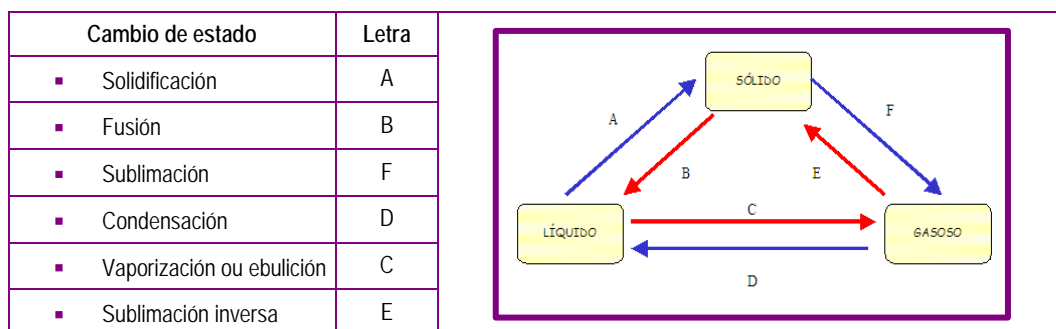 Cambio de estado Letra
▪ Solidificación A
▪ Fusión B
▪ Sublimación F
▪ Condensación D
▪ Vaporización ou ebulición C
▪ Sublimación inversa E
SÓLIDO
A
F
B
E
LÍQUIDO
C
GASOSO
D